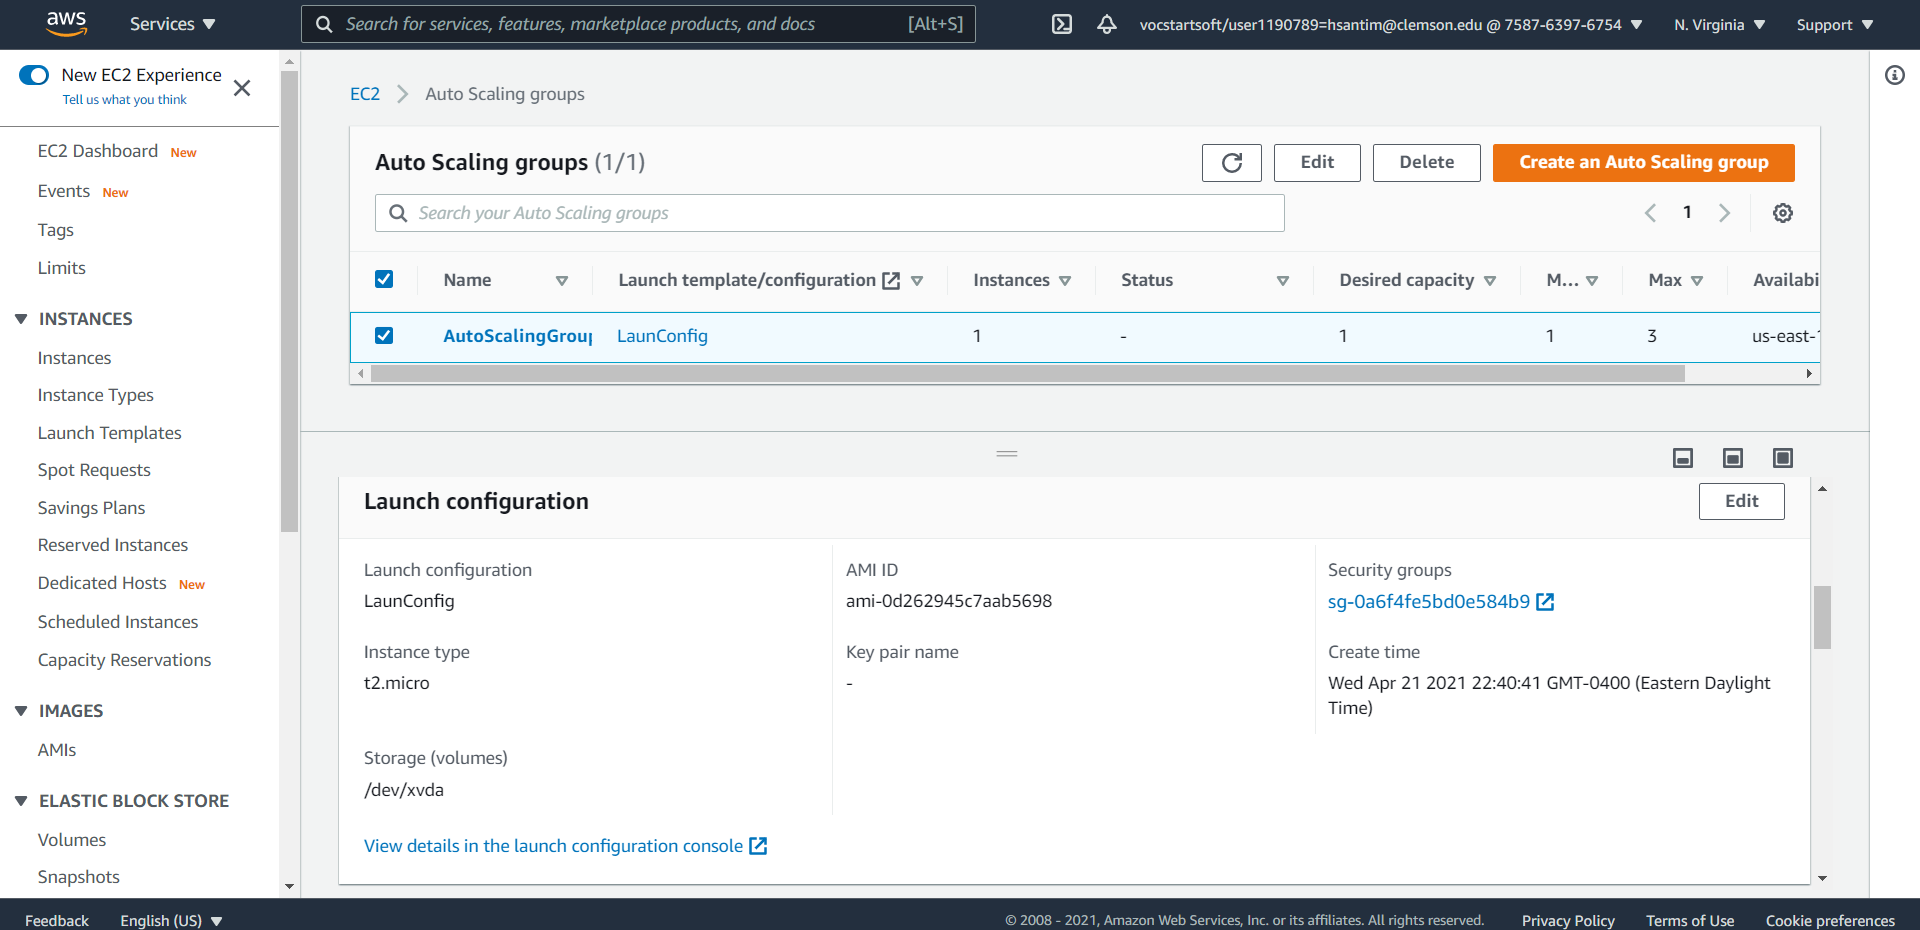 aws
Services
Search for services, features, marketplace products, and docs [Alt+S]
vocstartsoft/user1190789=hsantim@clemson.edu @ 7587-6397-6754
N. Virginia
Support
New EC2 Experience
Tell us what you think
EC2 Dashboard New
Events New
Tags
Limits
INSTANCES
Instances
Instance Types
Launch Templates
Spot Requests
Savings Plans
Reserved Instances
Dedicated Hosts New
Scheduled Instances
Capacity Reservations
IMAGES
AMIs
ELASTIC BLOCK STORE
Volumes
Snapshots
EC2 > Auto Scaling groups
Auto Scaling groups (1/1)
Edit
Delete
Create an Auto Scaling group
Search your Auto Scaling groups
1
Name Launch template/configuration Instances Status Desired capacity M... Max Availabi
AutoScalingGroup LaunConfig 1 - 1 1 3 us-east-1
Launch configuration
Edit
Launch configuration
LaunConfig
AMI ID
ami-0d262945c7aab5698
Security groups
sg-0a6f4fe5bd0e584b9
Instance type
t2.micro
Key pair name
-
Create time
Wed Apr 21 2021 22:40:41 GMT-0400 (Eastern Daylight
Time)
Storage (volumes)
/dev/xvda
View details in the launch configuration console
Feedback
English (US)
© 2008 - 2021, Amazon Web Services, Inc. or its affiliates. All rights reserved.
Privacy Policy
Terms of Use
Cookie preferences